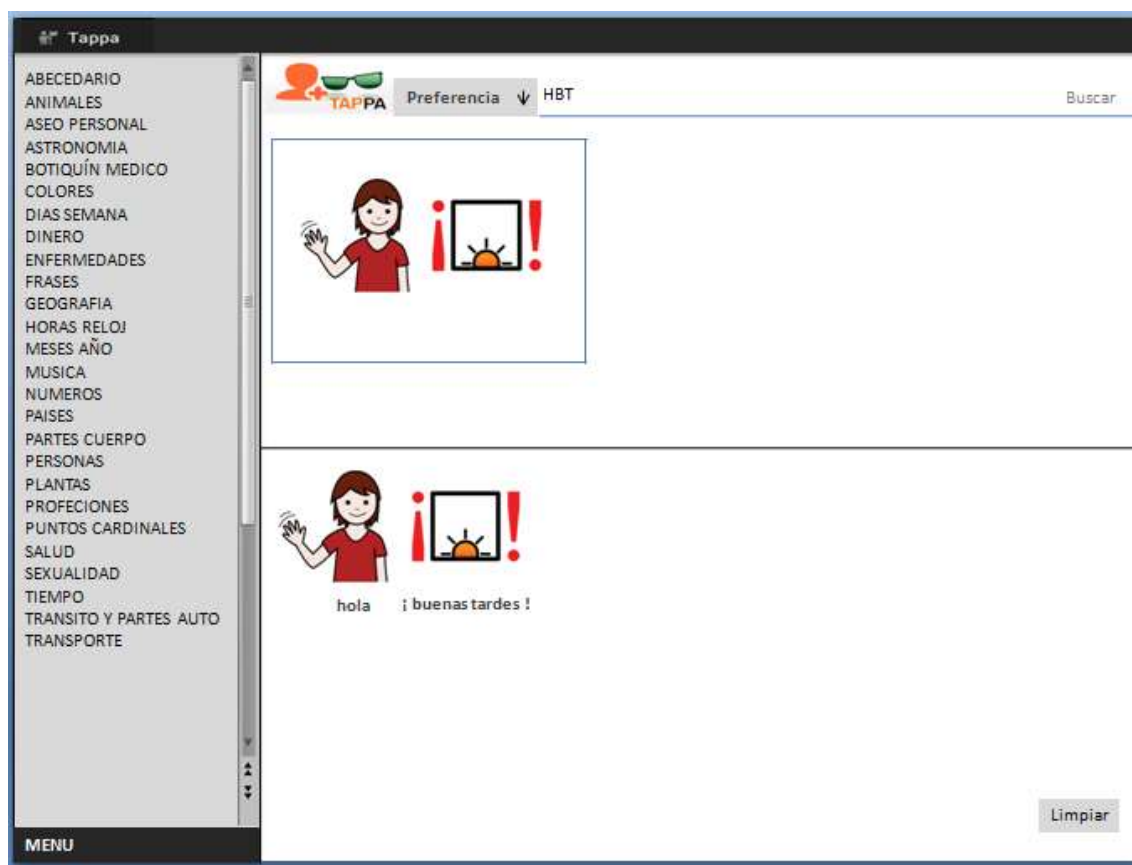 Tappa
ABECEDARIO
ANIMALES
ASEO PERSONAL
ASTRONOMIA
BOTIQUÍN MEDICO
COLORES
DIAS SEMANA
DINERO
ENFERMEDADES
FRASES
GEOGRAFIA
HORAS RELOJ
MESES AÑO
MUSICA
NUMEROS
PAISES
PARTES CUERPO
PERSONAS
PLANTAS
PROFECIONES
PUNTOS CARDINALES
SALUD
SEXUALIDAD
TIEMPO
TRANSITO Y PARTES AUTO
TRANSPORTE
MENU
TAPPA
Preferencia HBT Buscar
¡ !
¡ !
hola ¡ buenas tardes !
Limpiar